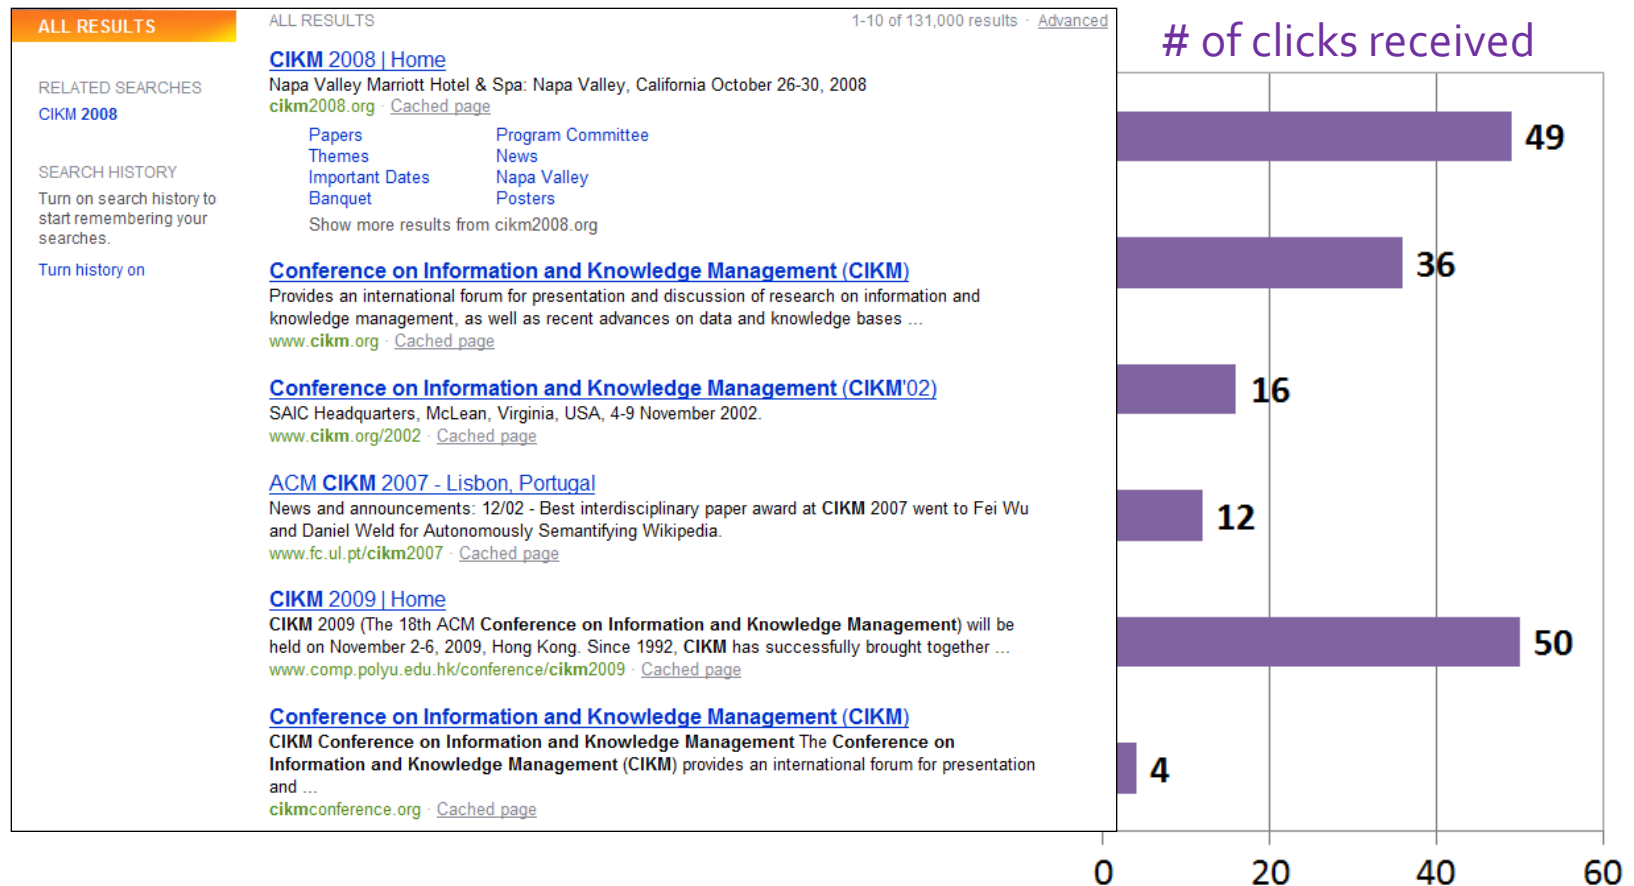 ALL RESULTS
RELATED SEARCHES
CIKM 2008
SEARCH HISTORY
Turn on search history to
start remembering your
searches.
Turn history on
ALL RESULTS
1-10 of 131,000 results · Advanced
CIKM 2008 | Home
Napa Valley Marriott Hotel & Spa: Napa Valley, California October 26-30, 2008
cikm2008.org · Cached page
Papers Program Committee
Themes News
Important Dates Napa Valley
Banquet Posters
Show more results from cikm2008.org
Conference on Information and Knowledge Management (CIKM)
Provides an international forum for presentation and discussion of research on information and
knowledge management, as well as recent advances on data and knowledge bases ...
www.cikm.org · Cached page
Conference on Information and Knowledge Management (CIKM'02)
SAIC Headquarters, McLean, Virginia, USA, 4-9 November 2002.
www.cikm.org/2002 · Cached page
ACM CIKM 2007 - Lisbon, Portugal
News and announcements: 12/02 - Best interdisciplinary paper award at CIKM 2007 went to Fei Wu
and Daniel Weld for Autonomously Semantifying Wikipedia.
www.fc.ul.pt/cikm2007 · Cached page
CIKM 2009 | Home
CIKM 2009 (The 18th ACM Conference on Information and Knowledge Management) will be
held on November 2-6, 2009, Hong Kong. Since 1992, CIKM has successfully brought together ...
www.comp.polyu.edu.hk/conference/cikm2009 · Cached page
Conference on Information and Knowledge Management (CIKM)
CIKM Conference on Information and Knowledge Management The Conference on
Information and Knowledge Management (CIKM) provides an international forum for presentation
and ...
cikmconference.org · Cached page
# of clicks received
49
36
16
12
50
4
0 20 40 60